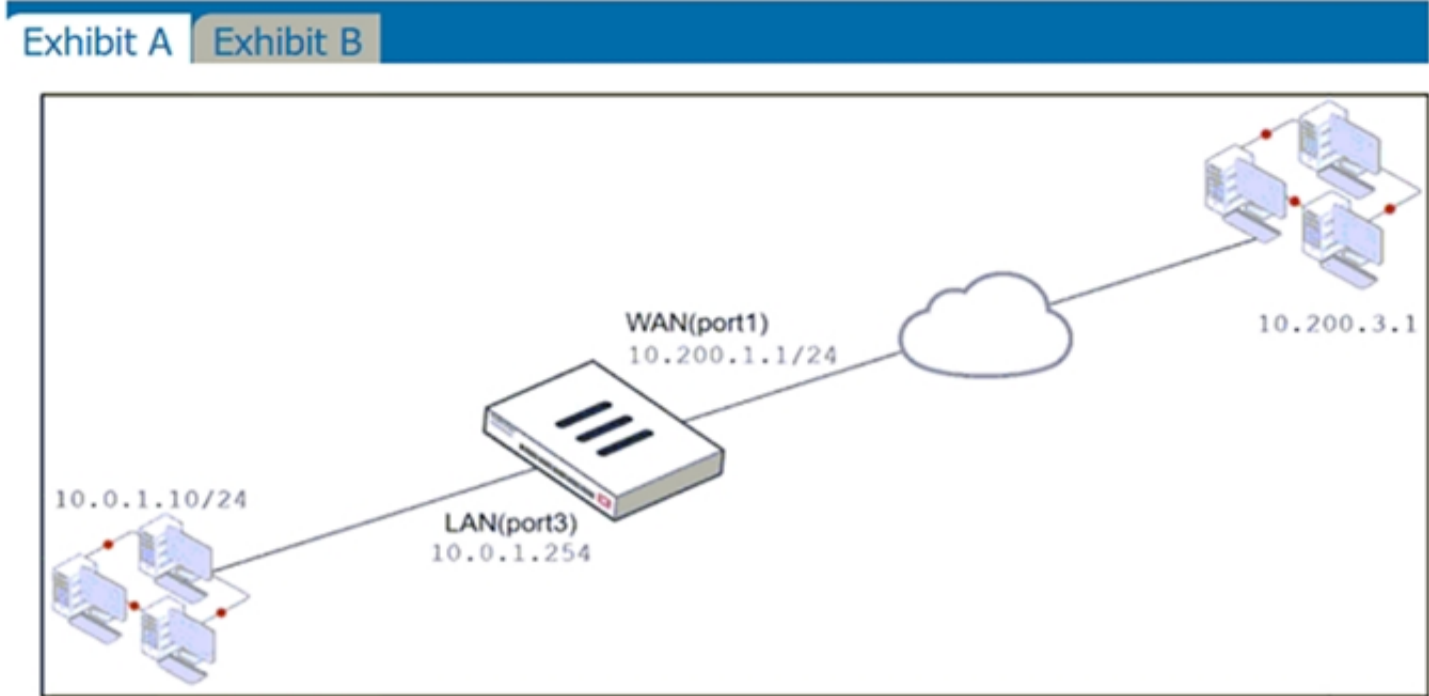 Exhibit A
Exhibit B
WAN(port1)
10.200.1.1/24
10.200.3.1
10.0.1.10/24
LAN(port3)
10.0.1.254